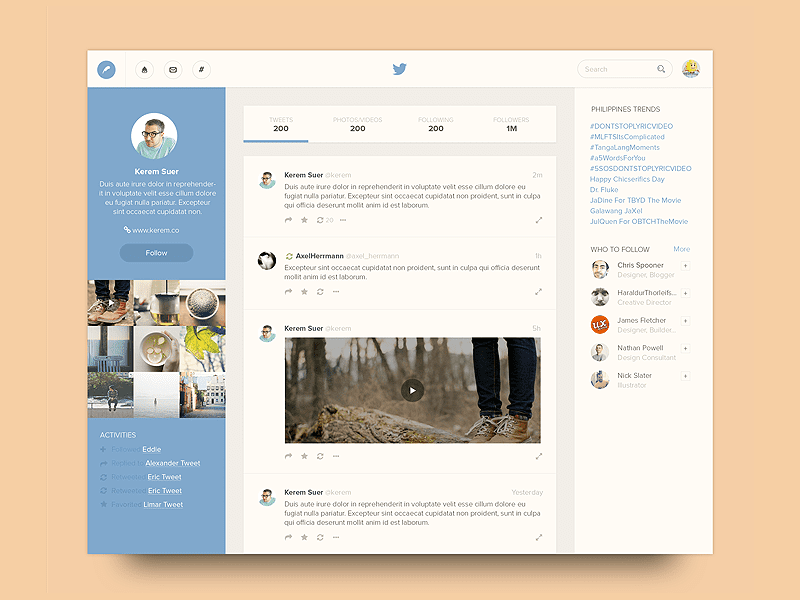 #
Search
Kerem Suer
Duis aute irure dolor in reprehender-
it in voluptate velit esse cillum dolore
eu fugiat nulla pariatur. Excepteur
sint occaecat cupidatat non.
www.kerem.co
Follow
ACTIVITIES
Followed Eddie
Replied to Alexander Tweet
Retweeted Eric Tweet
Retweeted Eric Tweet
Favorited Limar Tweet
TWEETS
200
PHOTOS/VIDEOS
200
FOLLOWING
200
FOLLOWERS
1M
Kerem Suer @kerem 2m
Duis aute irure dolor in reprehenderit in voluptate velit esse cillum dolore eu
fugiat nulla pariatur. Excepteur sint occaecat cupidatat non proident, sunt in culpa
qui officia deserunt mollit anim id est laborum.
20
AxelHerrmann @axel_herrmann 1h
Excepteur sint occaecat cupidatat non proident, sunt in culpa qui officia deserunt
mollit anim id est laborum.
Kerem Suer @kerem 5h
Kerem Suer @kerem Yesterday
Duis aute irure dolor in reprehenderit in voluptate velit esse cillum dolore eu
fugiat nulla pariatur. Excepteur sint occaecat cupidatat non proident, sunt in culpa
qui officia deserunt mollit anim id est laborum.
PHILIPPINES TRENDS
#DONTSTOPLYRICVIDEO
#MLFTSItsComplicated
#TangaLangMoments
#a5WordsForYou
#5SOSDONTSTOPLYRICVIDEO
Happy Chicserifics Day
Dr. Fluke
JaDine For TBYD The Movie
Galawang JaXel
JulQuen For OBTCHTheMovie
WHO TO FOLLOW More
Chris Spooner +
Designer, Blogger
HaraldurThorleifs... +
Creative Director
UX
James Fletcher +
Designer, Builder...
Nathan Powell +
Design Consultant
Nick Slater +
Illustrator